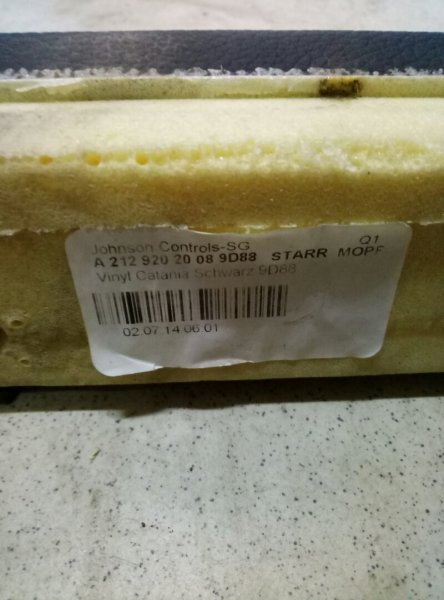 Johnson Controls-SG Q1
A 212 920 20 08 9D88 STARR MOPF
Vinyl Catania Schwarz 9D88
02.07.14 06:01